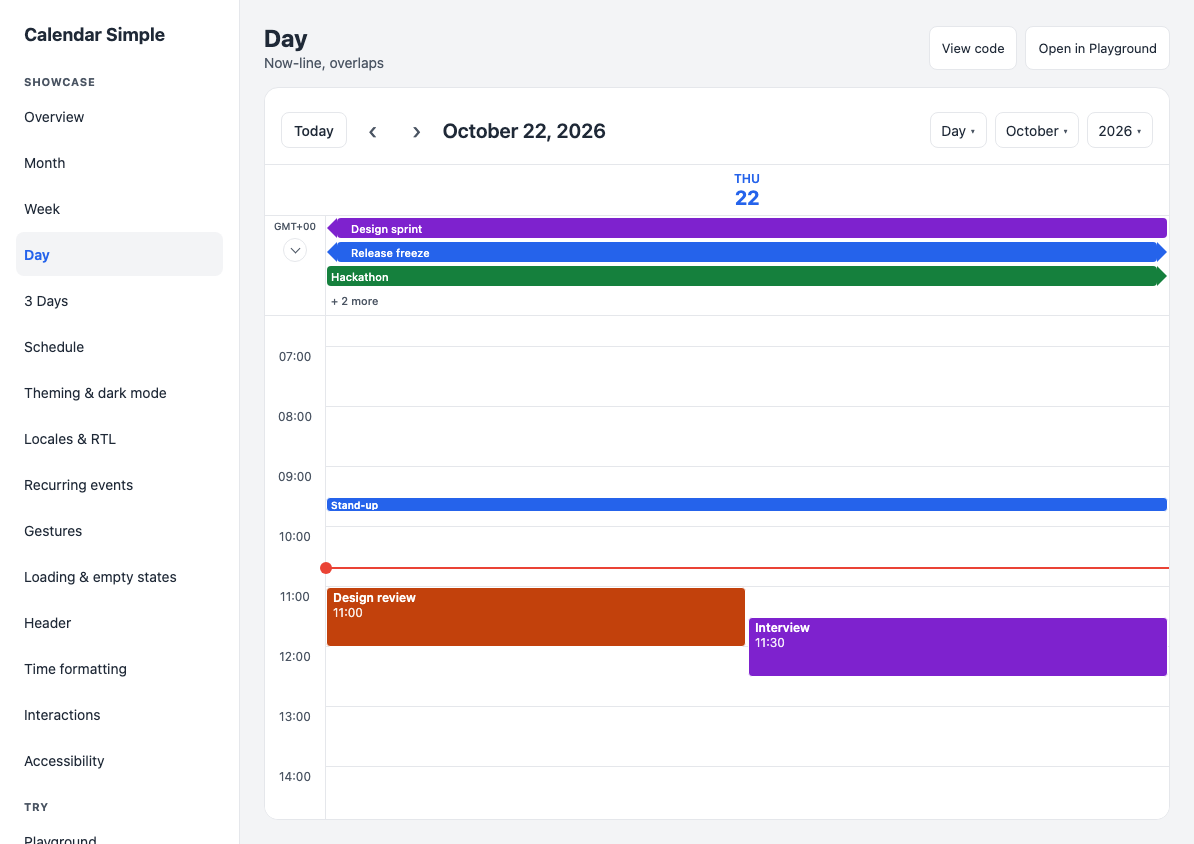 Calendar Simple
SHOWCASE
Overview
Month
Week
Day
3 Days
Schedule
Theming & dark mode
Locales & RTL
Recurring events
Gestures
Loading & empty states
Header
Time formatting
Interactions
Accessibility
TRY
Playground
Day
Now-line, overlaps
View code
Open in Playground
Today
October 22, 2026
Day
October
2026
THU
22
GMT+00
Design sprint
Release freeze
Hackathon
+ 2 more
07:00
08:00
09:00
Stand-up
10:00
11:00
Design review
11:00
Interview
11:30
12:00
13:00
14:00